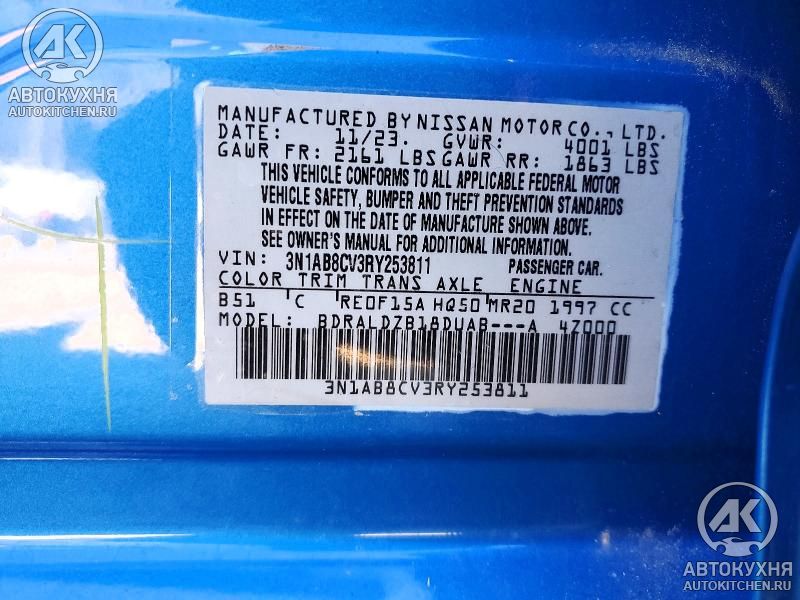 АК
АВТОКУХНЯ
AUTOKITCHEN.RU
MANUFACTURED BY NISSAN MOTOR CO., LTD.
DATE: 11/23. GVWR: 4001 LBS
GAWR FR: 2161 LBS GAWR RR: 1863 LBS
THIS VEHICLE CONFORMS TO ALL APPLICABLE FEDERAL MOTOR
VEHICLE SAFETY, BUMPER AND THEFT PREVENTION STANDARDS
IN EFFECT ON THE DATE OF MANUFACTURE SHOWN ABOVE.
SEE OWNER'S MANUAL FOR ADDITIONAL INFORMATION.
VIN: 3N1AB8CV3RY253811 PASSENGER CAR.
COLOR TRIM TRANS AXLE ENGINE
B51 C RE0F15A HQ50 MR20 1997 CC
MODEL: BDRALDZB18DUAB---A 47000
3N1AB8CV3RY253811
АК
АВТОКУХНЯ
AUTOKITCHEN.RU